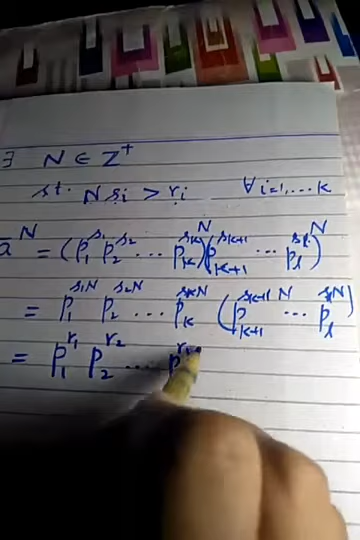 ∃ N ∈ Z⁺
s.t. N sᵢ > rᵢ ∀ i=1,...k
a̅ᴺ = (p₁^{s₁} p₂^{s₂} ... p_k^{s_k})ᴺ (p_{k+1}^{s_{k+1}} ... p_l^{s_l})ᴺ
= p₁^{s₁N} p₂^{s₂N} ... p_k^{s_kN} (p_{k+1}^{s_{k+1}N} ... p_l^{s_lN})
= p₁^{r₁} p₂^{r₂} ...